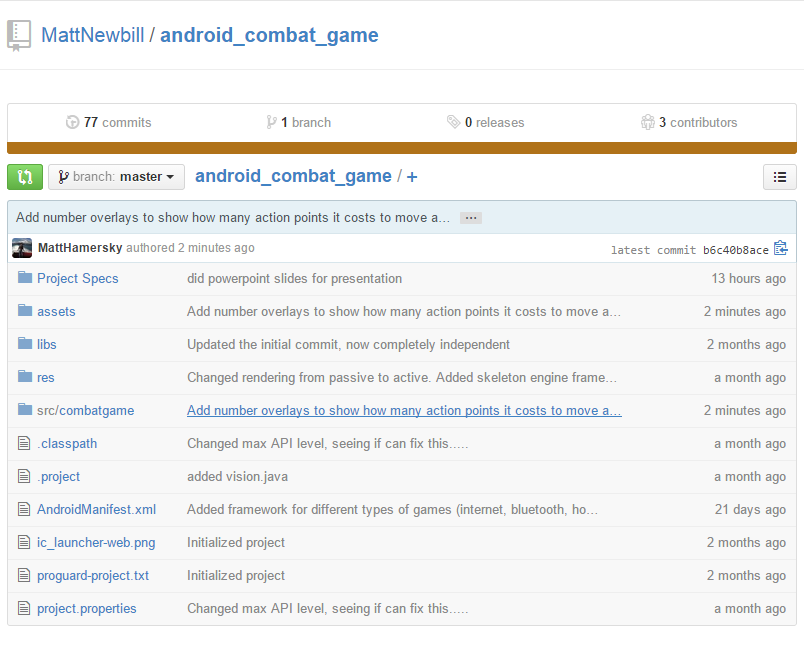 MattNewbill / android_combat_game
77 commits 1 branch 0 releases 3 contributors
branch: master android_combat_game / +
Add number overlays to show how many action points it costs to move a… …
MattHamersky authored 2 minutes ago latest commit b6c40b8ace
Project Specs did powerpoint slides for presentation 13 hours ago
assets Add number overlays to show how many action points it costs to move a… 2 minutes ago
libs Updated the initial commit, now completely independent 2 months ago
res Changed rendering from passive to active. Added skeleton engine frame… a month ago
src/combatgame Add number overlays to show how many action points it costs to move a… 2 minutes ago
.classpath Changed max API level, seeing if can fix this..... a month ago
.project added vision.java a month ago
AndroidManifest.xml Added framework for different types of games (internet, bluetooth, ho… 21 days ago
ic_launcher-web.png Initialized project 2 months ago
proguard-project.txt Initialized project 2 months ago
project.properties Changed max API level, seeing if can fix this..... a month ago